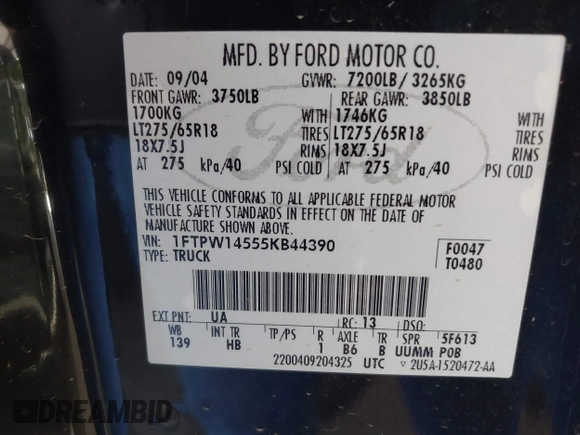 MFD. BY FORD MOTOR CO.
DATE: 09/04 GVWR: 7200LB/ 3265KG
FRONT GAWR: 3750LB REAR GAWR: 3850LB
1700KG WITH 1746KG WITH
LT275/65R18 TIRES LT275/65R18 TIRES
18X7.5J RIMS 18X7.5J RIMS
AT 275 kPa/40 PSI COLD AT 275 kPa/40 PSI COLD
THIS VEHICLE CONFORMS TO ALL APPLICABLE FEDERAL MOTOR
VEHICLE SAFETY STANDARDS IN EFFECT ON THE DATE OF
MANUFACTURE SHOWN ABOVE.
VIN: 1FTPW14555KB44390 F0047
TYPE: TRUCK T0480
EXT PNT: UA RC: 13 DSO:
WB INT TR TP/PS R AXLE TR 5F613
139 HB 1 B6 B UUMM POB
2200409204325 UTC 2U5A-1520472-AA
Ford
DREAMBID